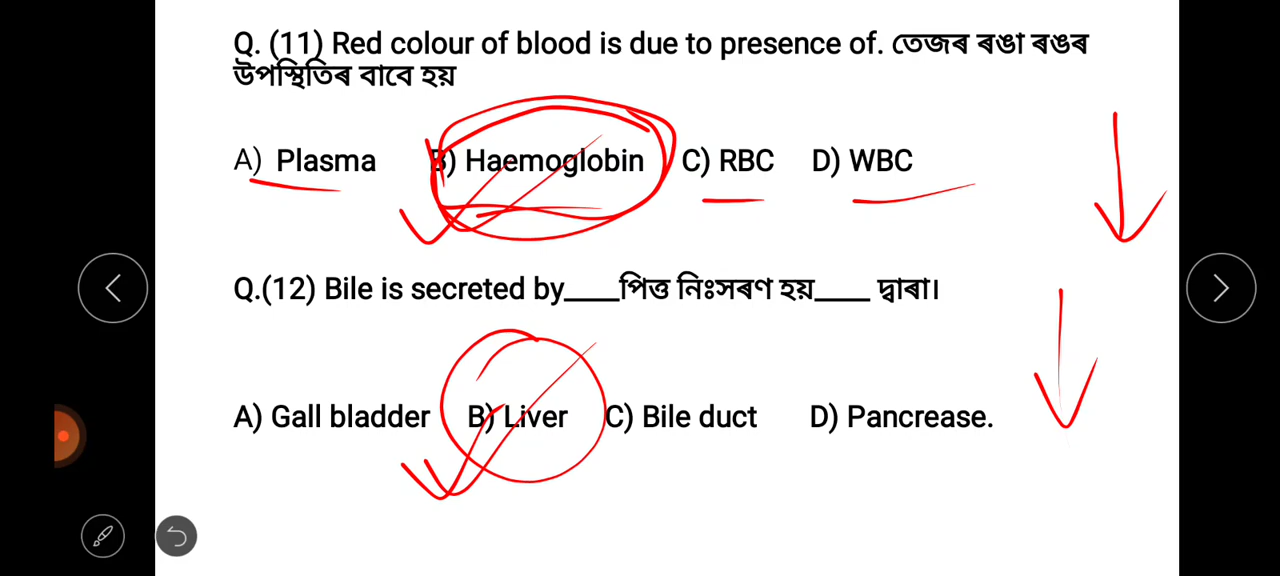 Q. (11) Red colour of blood is due to presence of. তেজৰ ৰঙা ৰঙৰ
উপস্থিতিৰ বাবে হয়
A) Plasma B) Haemoglobin C) RBC D) WBC
Q.(12) Bile is secreted by____পিত্ত নিঃসৰণ হয়____ দ্বাৰা।
A) Gall bladder B) Liver C) Bile duct D) Pancrease.